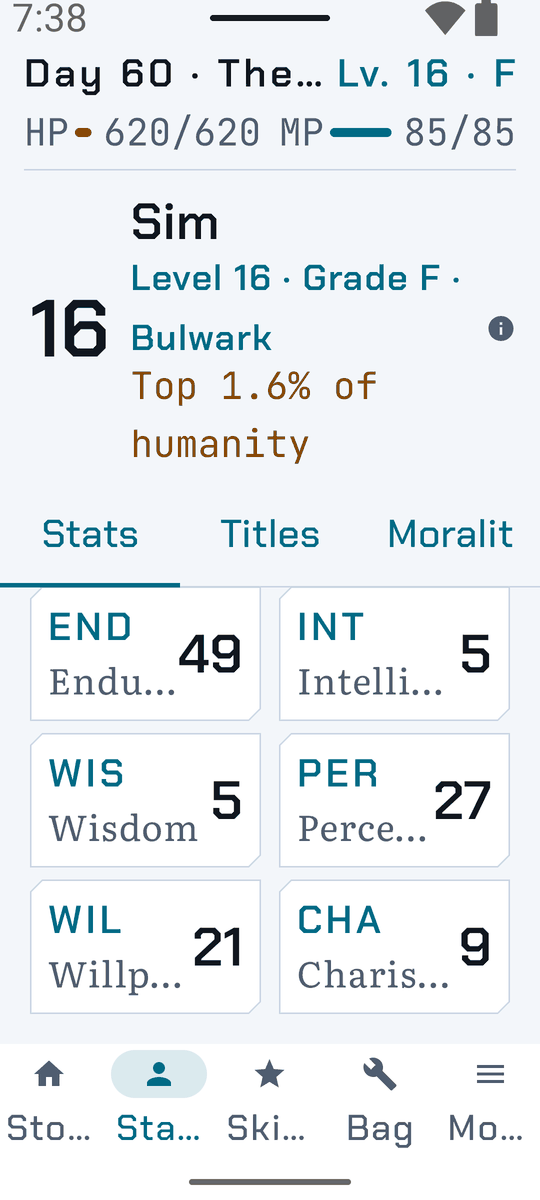 7:38
Day 60 · The… Lv. 16 · F
HP 620/620 MP 85/85
Sim
16
Level 16 · Grade F ·
Bulwark
Top 1.6% of
humanity
Stats Titles Moralit
END 49 INT 5
Endu… Intelli…
WIS 5 PER 27
Wisdom Perce…
WIL 21 CHA 9
Willp… Charis…
Sto… Sta… Ski… Bag Mo…